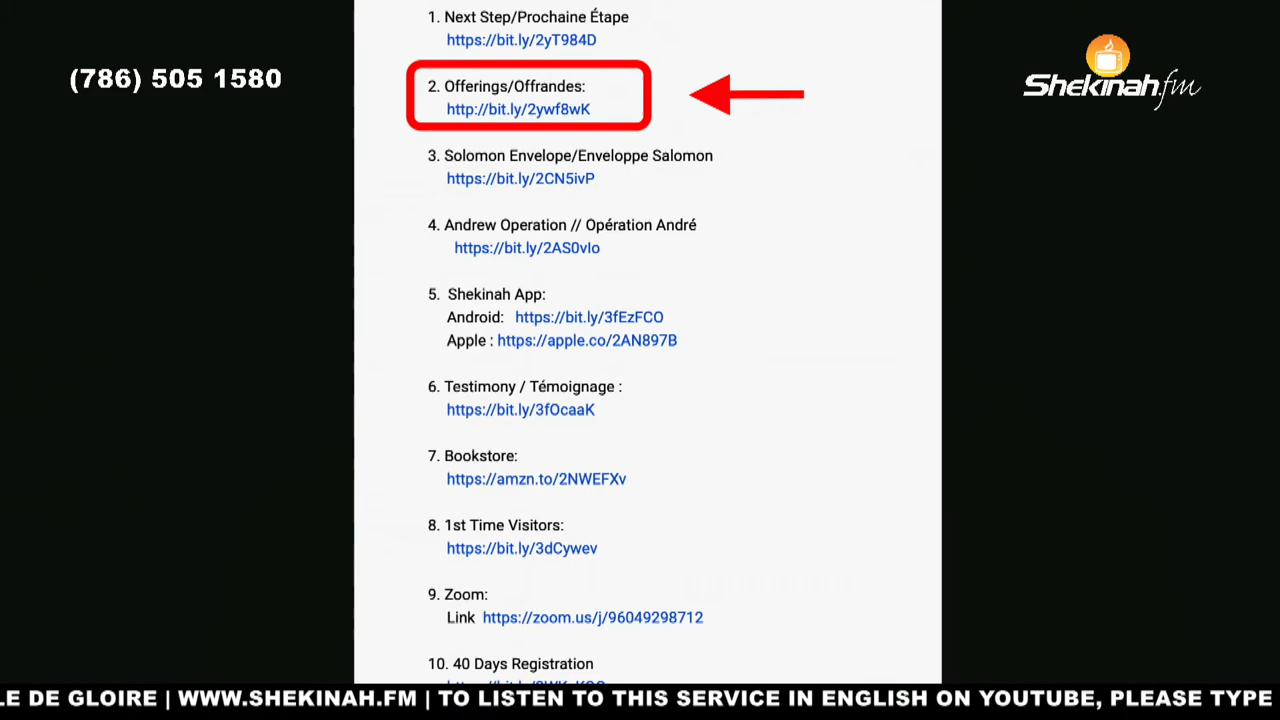 1. Next Step/Prochaine Étape
https://bit.ly/2yT984D
(786) 505 1580
Shekinah.fm
2. Offerings/Offrandes:
http://bit.ly/2ywf8wK
3. Solomon Envelope/Enveloppe Salomon
https://bit.ly/2CN5ivP
4. Andrew Operation // Opération André
https://bit.ly/2AS0vIo
5. Shekinah App:
Android: https://bit.ly/3fEzFCO
Apple : https://apple.co/2AN897B
6. Testimony / Témoignage :
https://bit.ly/3fOcaaK
7. Bookstore:
https://amzn.to/2NWEFXv
8. 1st Time Visitors:
https://bit.ly/3dCywev
9. Zoom:
Link https://zoom.us/j/96049298712
10. 40 Days Registration
LE DE GLOIRE | WWW.SHEKINAH.FM | TO LISTEN TO THIS SERVICE IN ENGLISH ON YOUTUBE, PLEASE TYPE